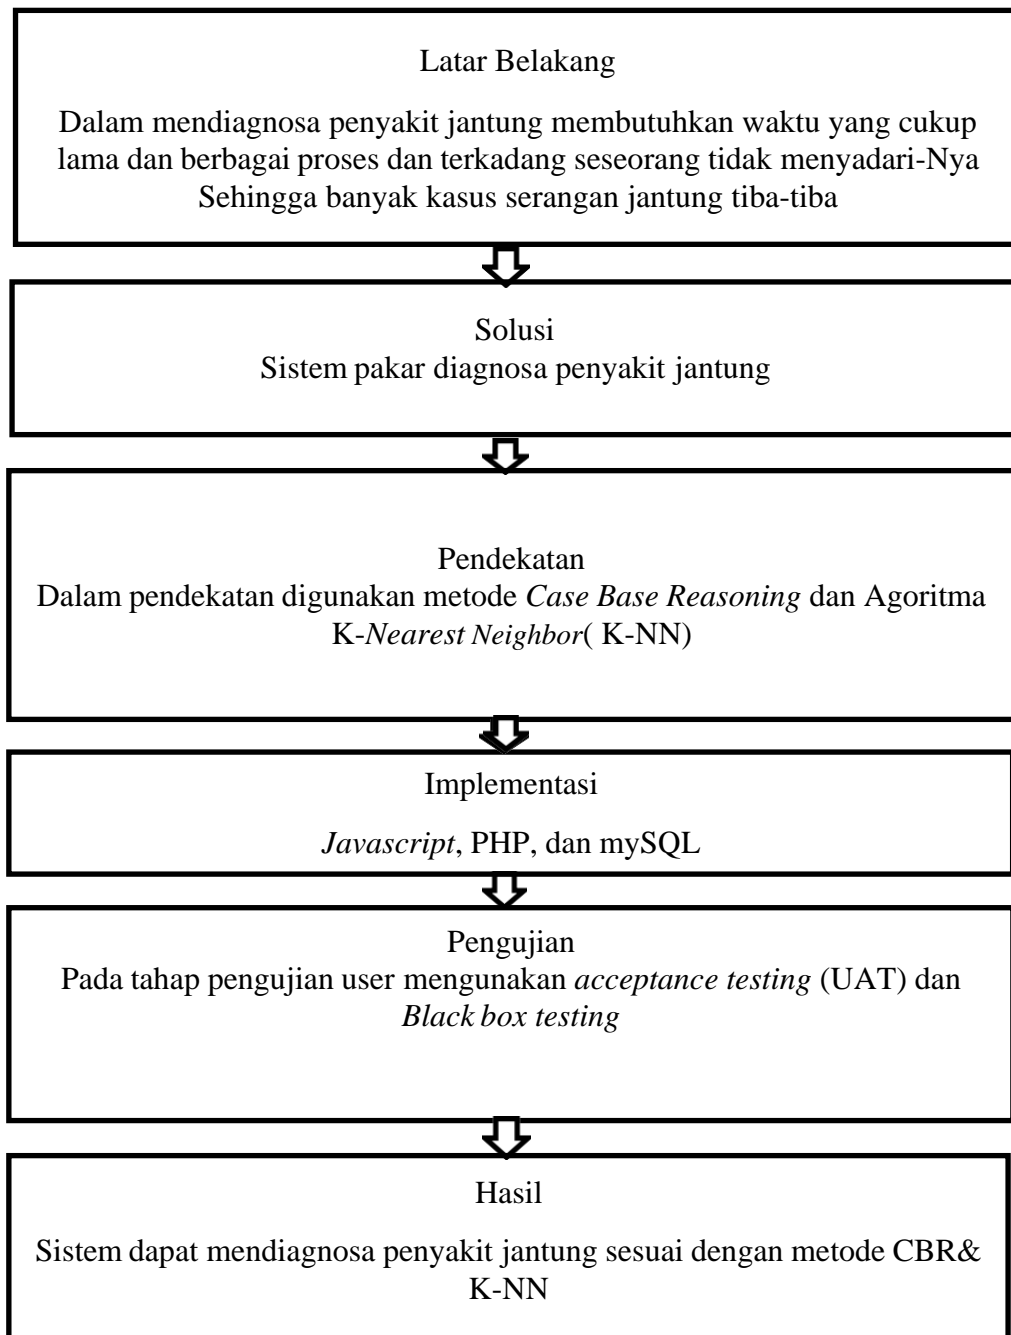 Latar Belakang
Dalam mendiagnosa penyakit jantung membutuhkan waktu yang cukup
lama dan berbagai proses dan terkadang seseorang tidak menyadari-Nya
Sehingga banyak kasus serangan jantung tiba-tiba
Solusi
Sistem pakar diagnosa penyakit jantung
Pendekatan
Dalam pendekatan digunakan metode Case Base Reasoning dan Agoritma
K-Nearest Neighbor( K-NN)
Implementasi
Javascript, PHP, dan mySQL
Pengujian
Pada tahap pengujian user mengunakan acceptance testing (UAT) dan
Black box testing
Hasil
Sistem dapat mendiagnosa penyakit jantung sesuai dengan metode CBR&
K-NN